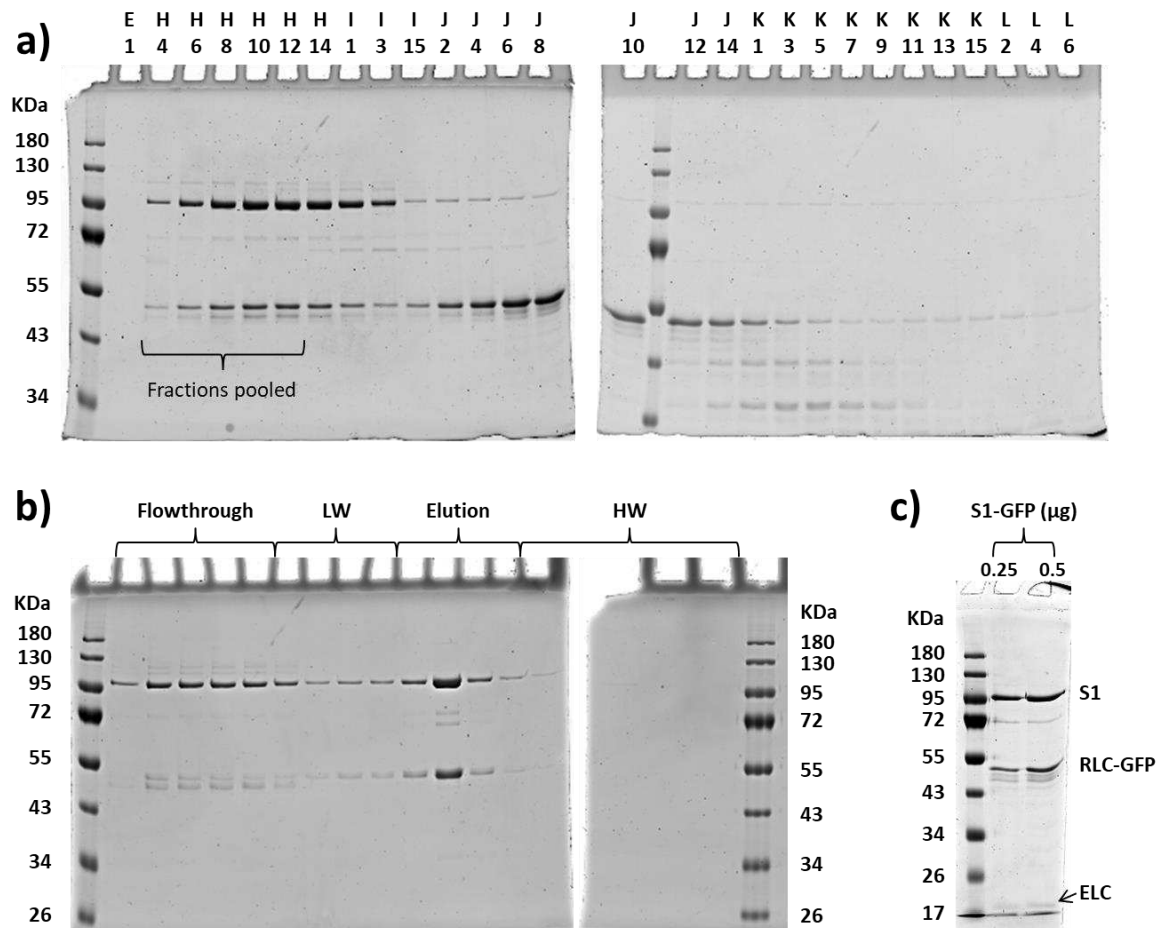 a)
E H H H H H H I I I J J J J
1 4 6 8 10 12 14 1 3 15 2 4 6 8
J J J K K K K K K K K L L L
10 12 14 1 3 5 7 9 11 13 15 2 4 6
KDa
180
130
95
72
55
43
34
Fractions pooled
b)
Flowthrough LW Elution HW
KDa
180
130
95
72
55
43
34
26
KDa
180
130
95
72
55
43
34
26
c)
S1-GFP (µg)
0.25 0.5
KDa
180
130
95
72
55
43
34
26
17
S1
RLC-GFP
ELC